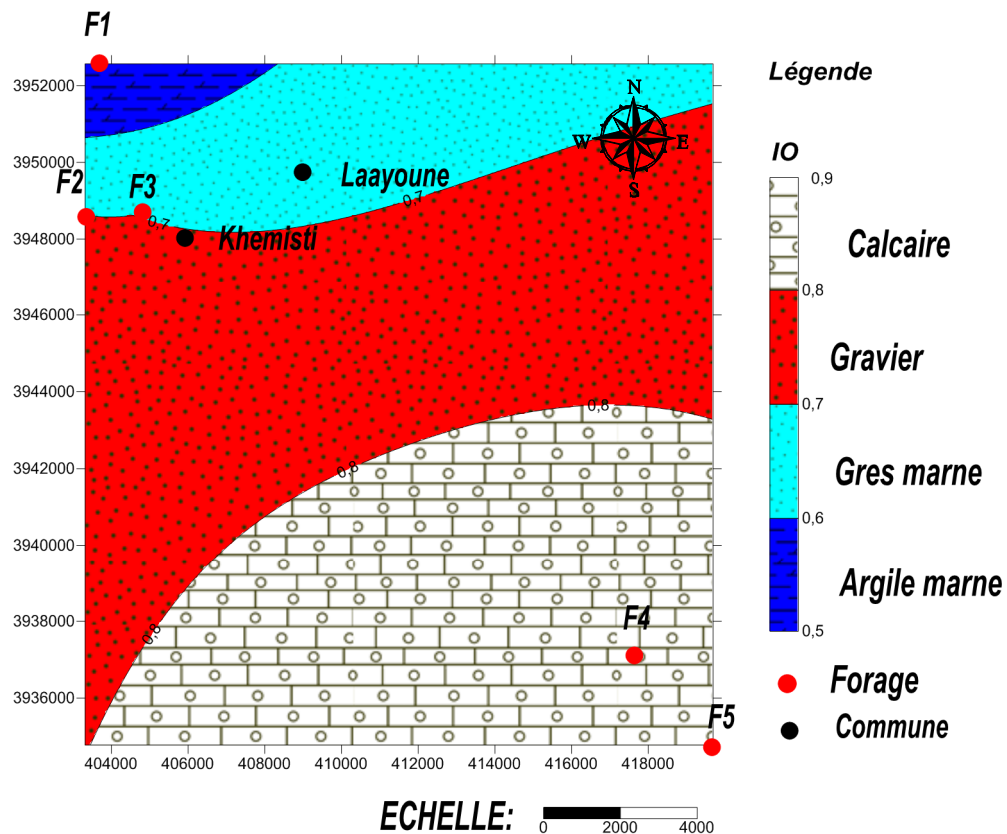 F1
3952000
3950000
3948000
3946000
3944000
3942000
3940000
3938000
3936000
F2
F3
0,7
Laayoune
0,7
Khemisti
N
W
E
S
0,8
0,8
0,8
F4
F5
404000
406000
408000
410000
412000
414000
416000
418000
ECHELLE:
0
2000
4000
Légende
IO
0,9
Calcaire
0,8
Gravier
0,7
Gres marne
0,6
Argile marne
0,5
Forage
Commune